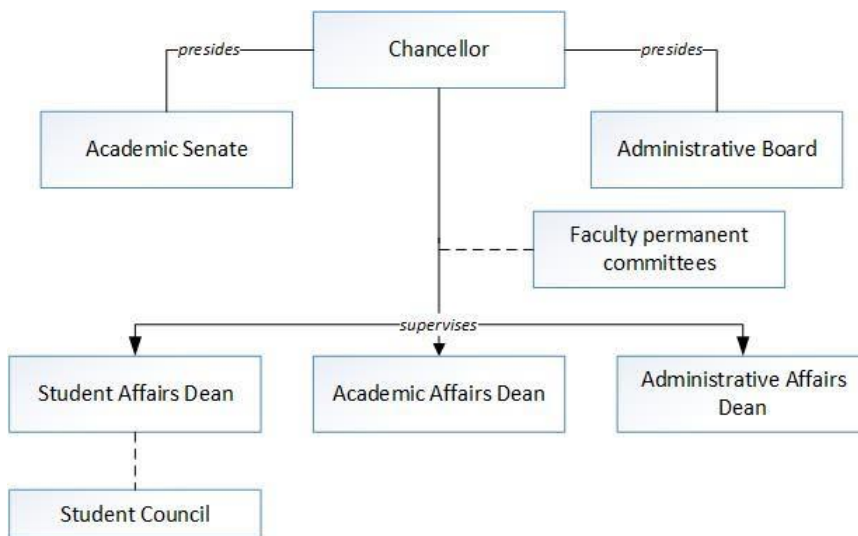 Chancellor
presides
presides
Academic Senate
Administrative Board
Faculty permanent
committees
supervises
Student Affairs Dean
Academic Affairs Dean
Administrative Affairs
Dean
Student Council